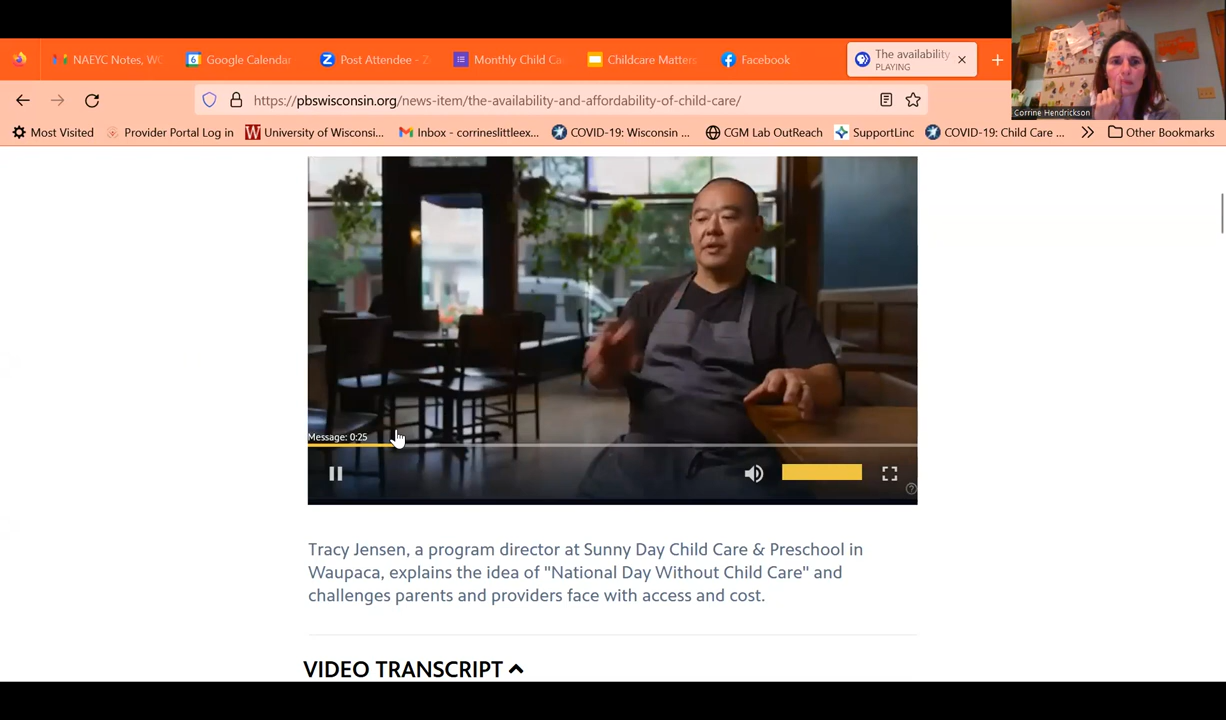 NAEYC Notes, WC
Google Calendar
Post Attendee - Z
Monthly Child Ca
Childcare Matters
Facebook
The availability
PLAYING
https://pbswisconsin.org/news-item/the-availability-and-affordability-of-child-care/
Corrine Hendrickson
Most Visited
Provider Portal Log in
University of Wisconsi...
Inbox - corrineslittleex...
COVID-19: Wisconsin ...
CGM Lab OutReach
SupportLinc
COVID-19: Child Care ...
Other Bookmarks
Message: 0:25
Tracy Jensen, a program director at Sunny Day Child Care & Preschool in
Waupaca, explains the idea of "National Day Without Child Care" and
challenges parents and providers face with access and cost.
VIDEO TRANSCRIPT